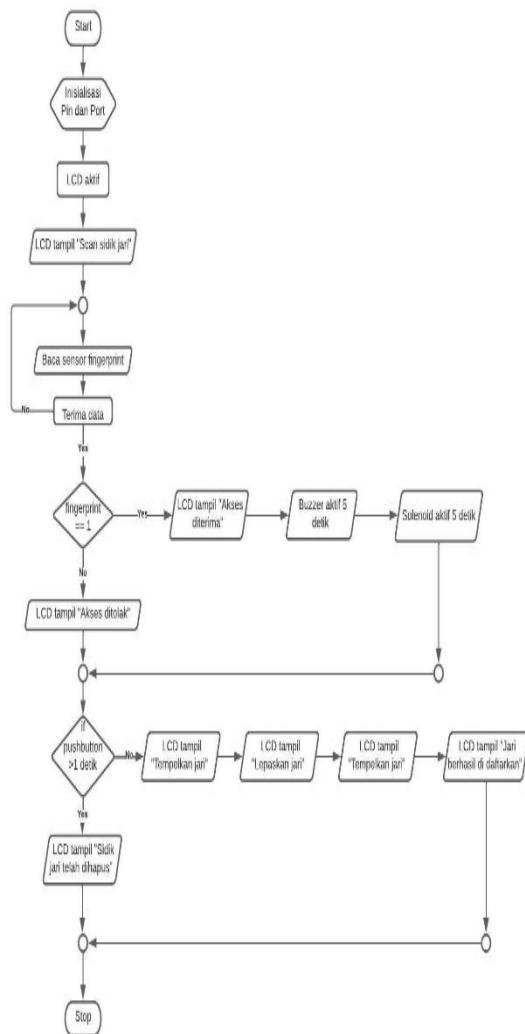 Start
Inisialisasi
Pin dan Port
LCD aktif
LCD tampil "Scan sidik jari"
Baca sensor fingerprint
No
Terima data
Yes
fingerprint
== 1
Yes
LCD tampil "Akses
diterima"
Buzzer aktif 5
detik
Solenoid aktif 5 detik
No
LCD tampil "Akses ditolak"
if
pushbutton
>1 detik
No
LCD tampil
"Tempelkan jari"
LCD tampil
"Lepaskan jari"
LCD tampil
"Tempelkan jari"
LCD tampil "Jari
berhasil di daftarkan"
Yes
LCD tampil "Sidik
jari telah dihapus"
Stop